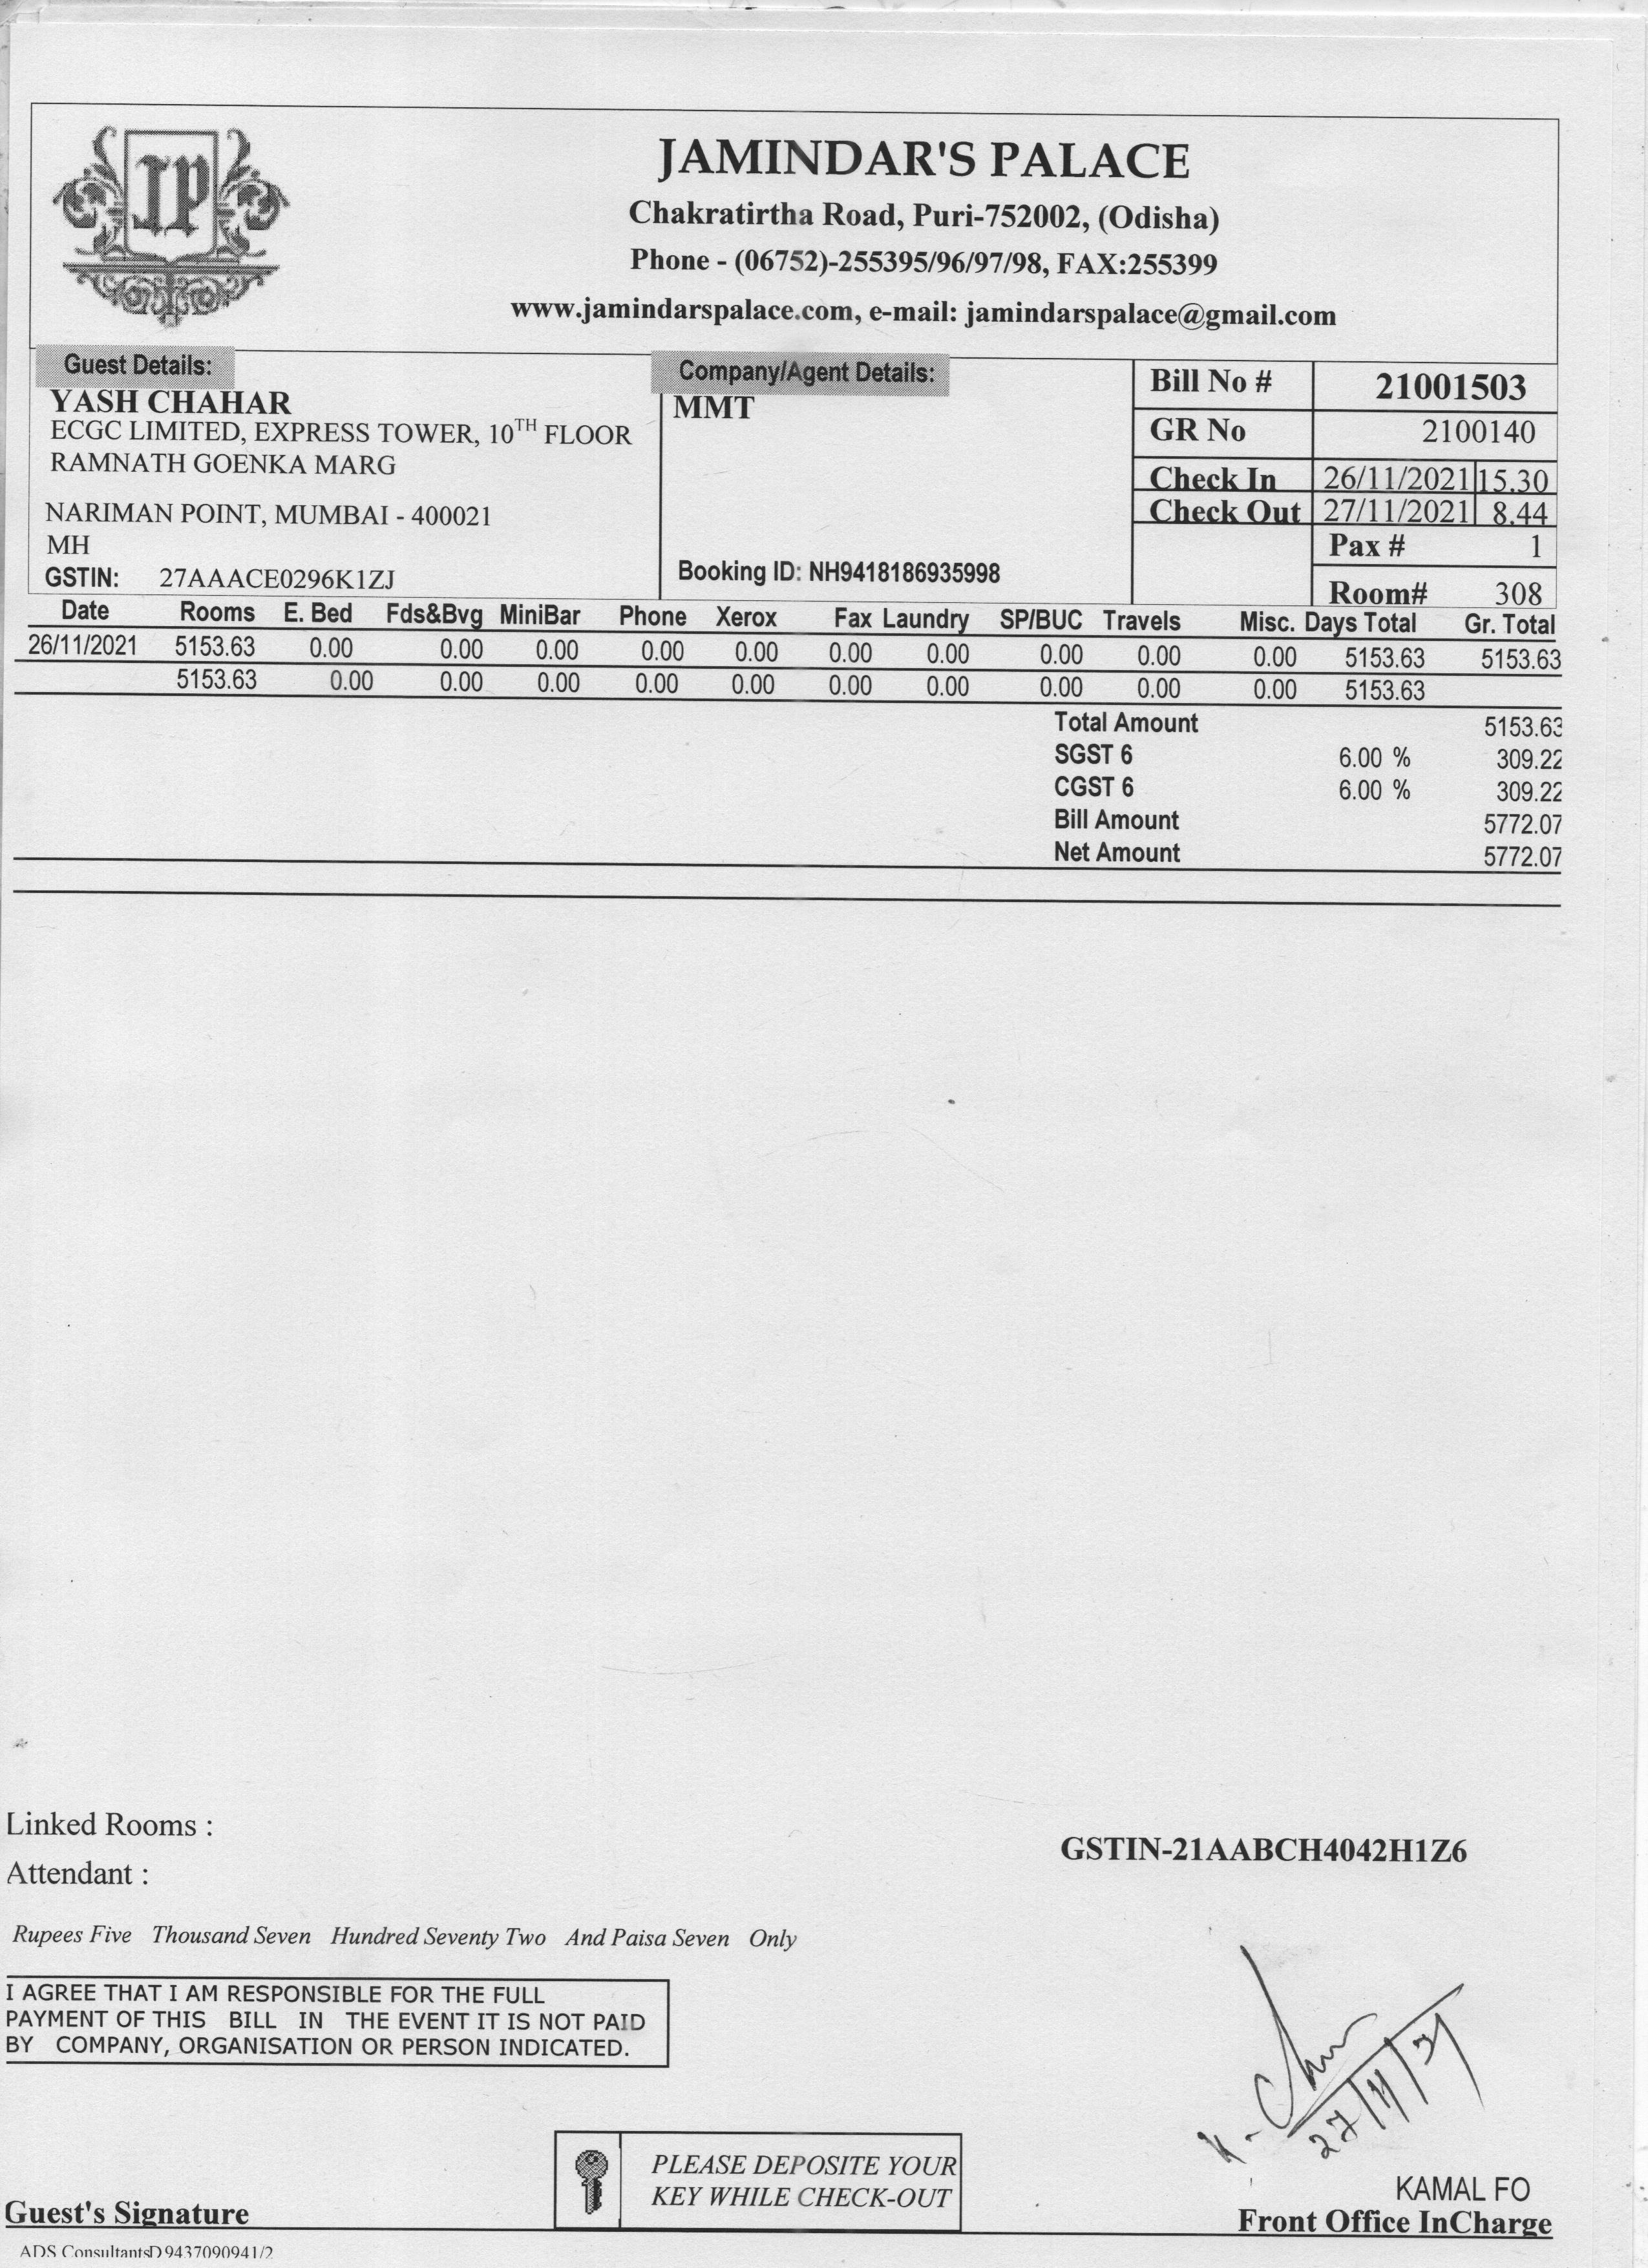 JP
JAMINDAR'S PALACE
Chakratirtha Road, Puri-752002, (Odisha)
Phone - (06752)-255395/96/97/98, FAX:255399
www.jamindarspalace.com, e-mail: jamindarspalace@gmail.com
Guest Details:
YASH CHAHAR
ECGC LIMITED, EXPRESS TOWER, 10TH FLOOR
RAMNATH GOENKA MARG
NARIMAN POINT, MUMBAI - 400021
MH
GSTIN: 27AAACE0296K1ZJ
Company/Agent Details:
MMT
Booking ID: NH9418186935998
Bill No # 21001503
GR No 2100140
Check In 26/11/2021 15.30
Check Out 27/11/2021 8.44
Pax # 1
Room# 308
Date Rooms E. Bed Fds&Bvg MiniBar Phone Xerox Fax Laundry SP/BUC Travels Misc. Days Total Gr. Total
26/11/2021 5153.63 0.00 0.00 0.00 0.00 0.00 0.00 0.00 0.00 0.00 0.00 5153.63 5153.63
5153.63 0.00 0.00 0.00 0.00 0.00 0.00 0.00 0.00 0.00 0.00 5153.63
Total Amount 5153.63
SGST 6 6.00 % 309.22
CGST 6 6.00 % 309.22
Bill Amount 5772.07
Net Amount 5772.07
Linked Rooms :
GSTIN-21AABCH4042H1Z6
Attendant :
Rupees Five Thousand Seven Hundred Seventy Two And Paisa Seven Only
I AGREE THAT I AM RESPONSIBLE FOR THE FULL
PAYMENT OF THIS BILL IN THE EVENT IT IS NOT PAID
BY COMPANY, ORGANISATION OR PERSON INDICATED.
27/11/21
PLEASE DEPOSITE YOUR
KEY WHILE CHECK-OUT
KAMAL FO
Guest's Signature
Front Office InCharge
ADS ConsultantsD9437090941/2